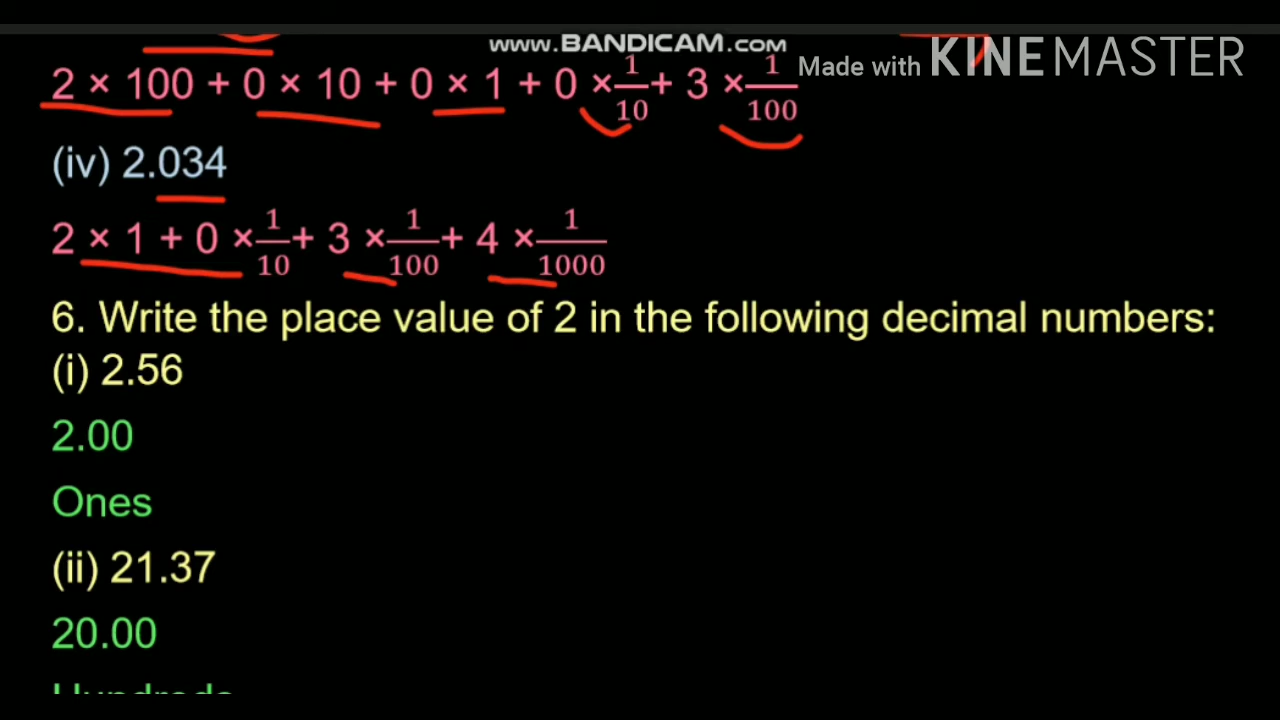 www.BANDICAM.com
Made with KINEMASTER
2 × 100 + 0 × 10 + 0 × 1 + 0 × 1/10 + 3 × 1/100
(iv) 2.034
2 × 1 + 0 × 1/10 + 3 × 1/100 + 4 × 1/1000
6. Write the place value of 2 in the following decimal numbers:
(i) 2.56
2.00
Ones
(ii) 21.37
20.00